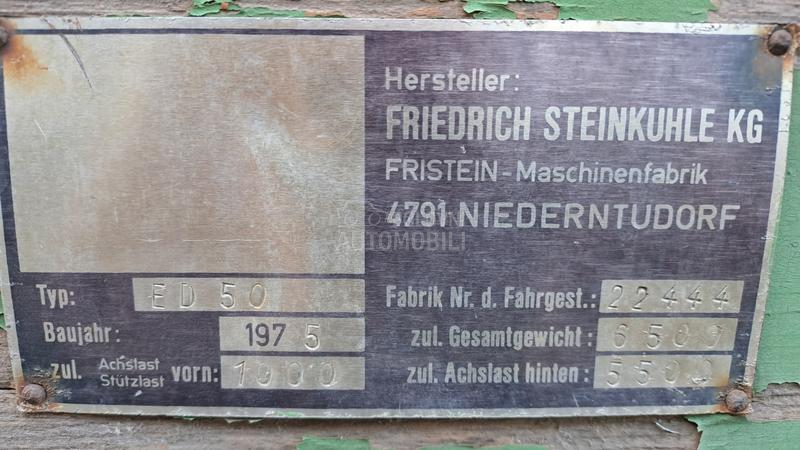 Hersteller:
FRIEDRICH STEINKUHLE KG
FRISTEIN-Maschinenfabrik
4791 NIEDERNTUDORF
Typ: ED 50
Baujahr: 1975
zul. Achslast
Stützlast vorn: 1000
Fabrik Nr. d. Fahrgest.: 22444
zul. Gesamtgewicht: 6500
zul. Achslast hinten: 5500
AUTOMOBILI